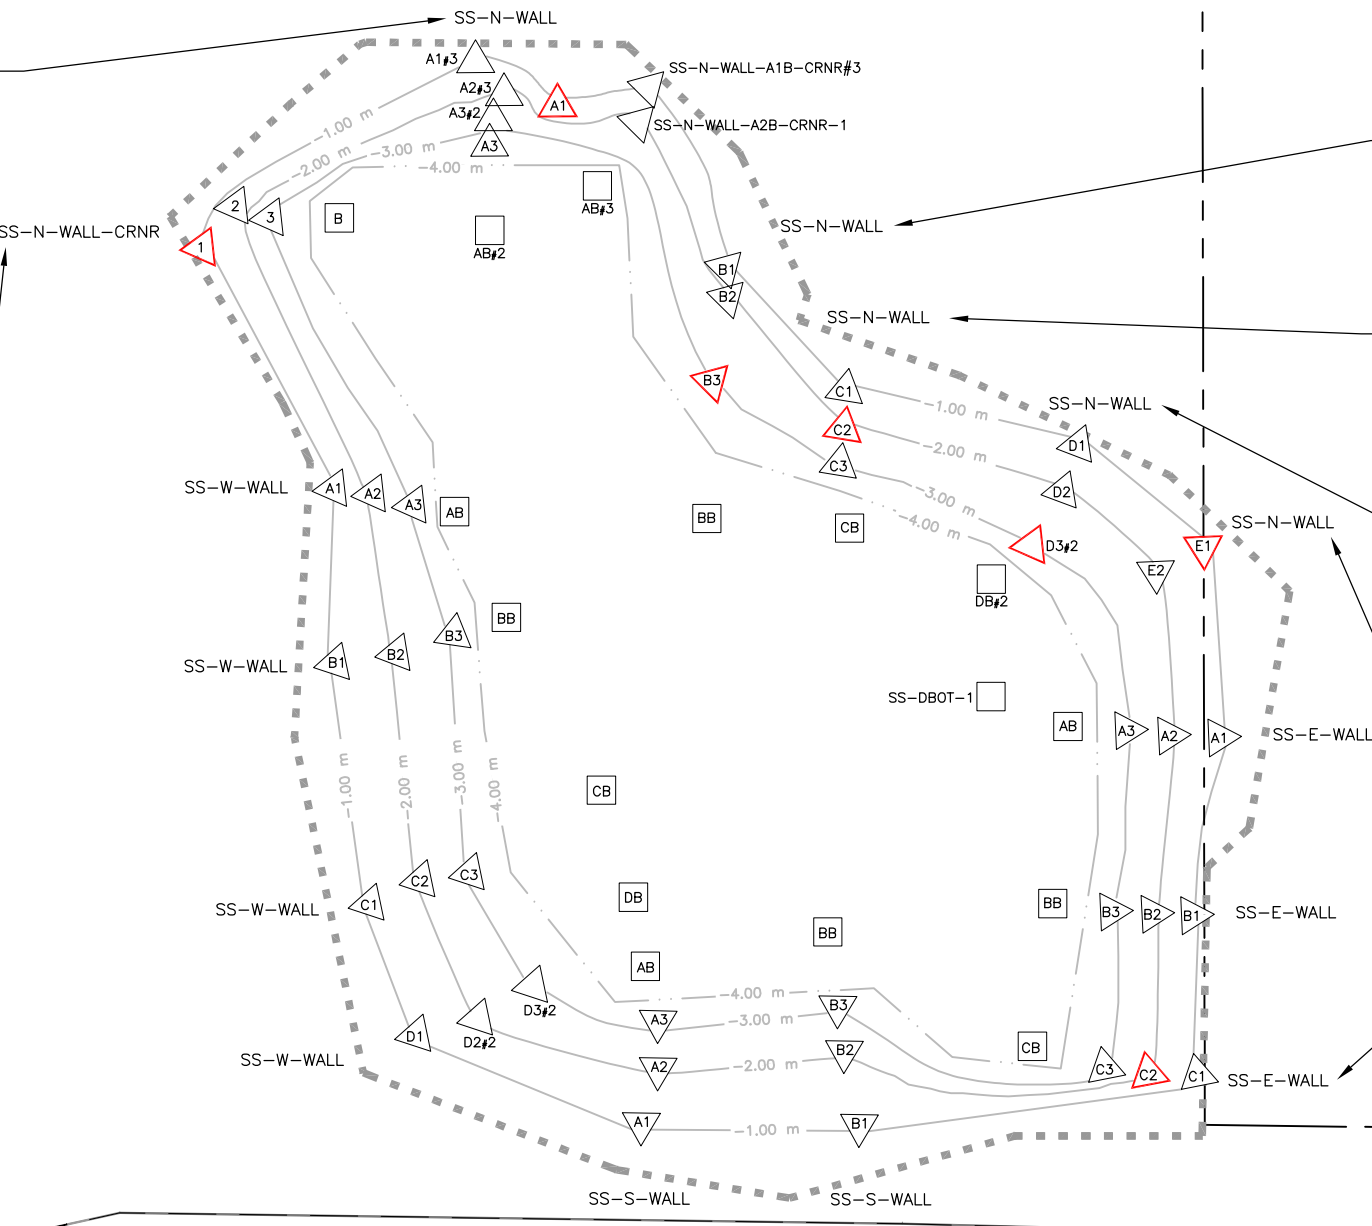 SS-N-WALL
A1#3
SS-N-WALL-A1B-CRNR#3
A2#3
A1
A3#2
SS-N-WALL-A2B-CRNR-1
-1.00 m
A3
-2.00 m
-3.00 m
-4.00 m
AB#3
2
3
B
SS-N-WALL-CRNR
1
AB#2
SS-N-WALL
B1
B2
SS-N-WALL
B3
C1
-1.00 m
SS-N-WALL
C2
D1
-2.00 m
C3
SS-W-WALL
A1
A2
A3
AB
D2
-3.00 m
BB
CB
-4.00 m
SS-N-WALL
D3#2
E1
E2
DB#2
BB
B3
SS-W-WALL
B1
B2
SS-DBOT-1
AB
A3
A2
A1
SS-E-WALL
-1.00 m
-2.00 m
-3.00 m
-4.00 m
CB
C3
C2
DB
BB
SS-W-WALL
C1
B3
B2
B1
SS-E-WALL
BB
AB
-4.00 m
D3#2
B3
-3.00 m
A3
D2#2
D1
CB
SS-W-WALL
B2
A2
-2.00 m
C3
C2
C1
SS-E-WALL
A1
-1.00 m
B1
SS-S-WALL
SS-S-WALL